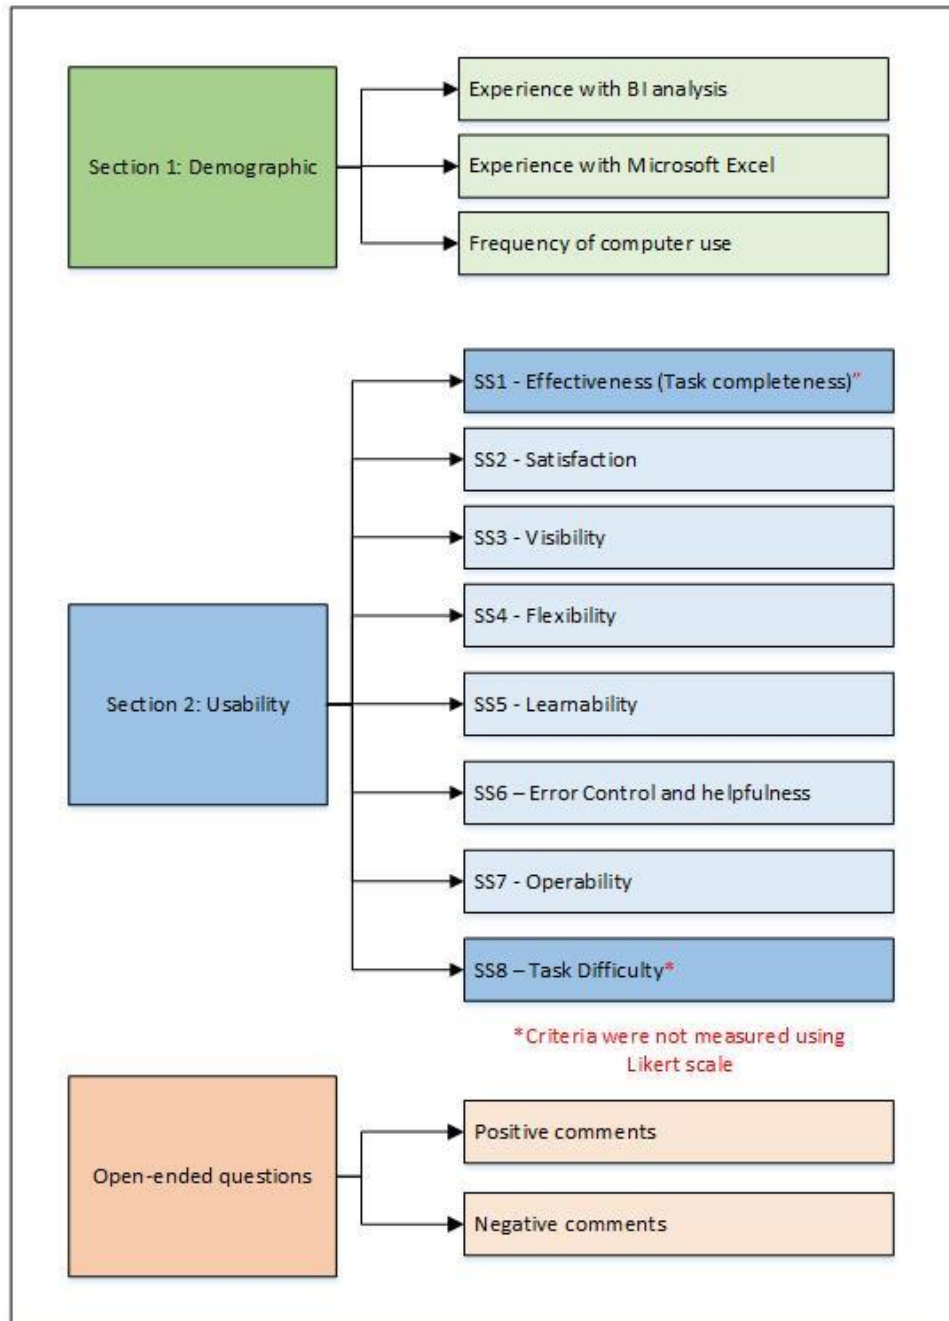 Section 1: Demographic
Experience with BI analysis
Experience with Microsoft Excel
Frequency of computer use
Section 2: Usability
SS1 - Effectiveness (Task completeness)”
SS2 - Satisfaction
SS3 - Visibility
SS4 - Flexibility
SS5 - Learnability
SS6 – Error Control and helpfulness
SS7 - Operability
SS8 – Task Difficulty*
*Criteria were not measured using
Likert scale
Open-ended questions
Positive comments
Negative comments